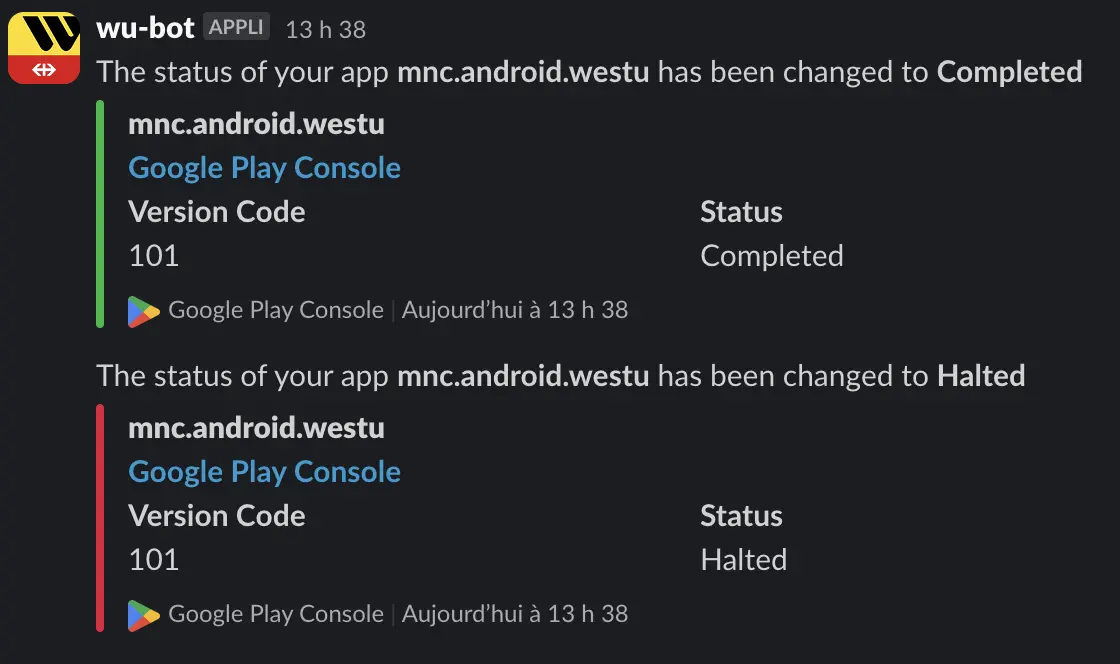 wu-bot APPLI 13 h 38
The status of your app mnc.android.westu has been changed to Completed
mnc.android.westu
Google Play Console
Version Code Status
101 Completed
Google Play Console | Aujourd’hui à 13 h 38
The status of your app mnc.android.westu has been changed to Halted
mnc.android.westu
Google Play Console
Version Code Status
101 Halted
Google Play Console | Aujourd’hui à 13 h 38